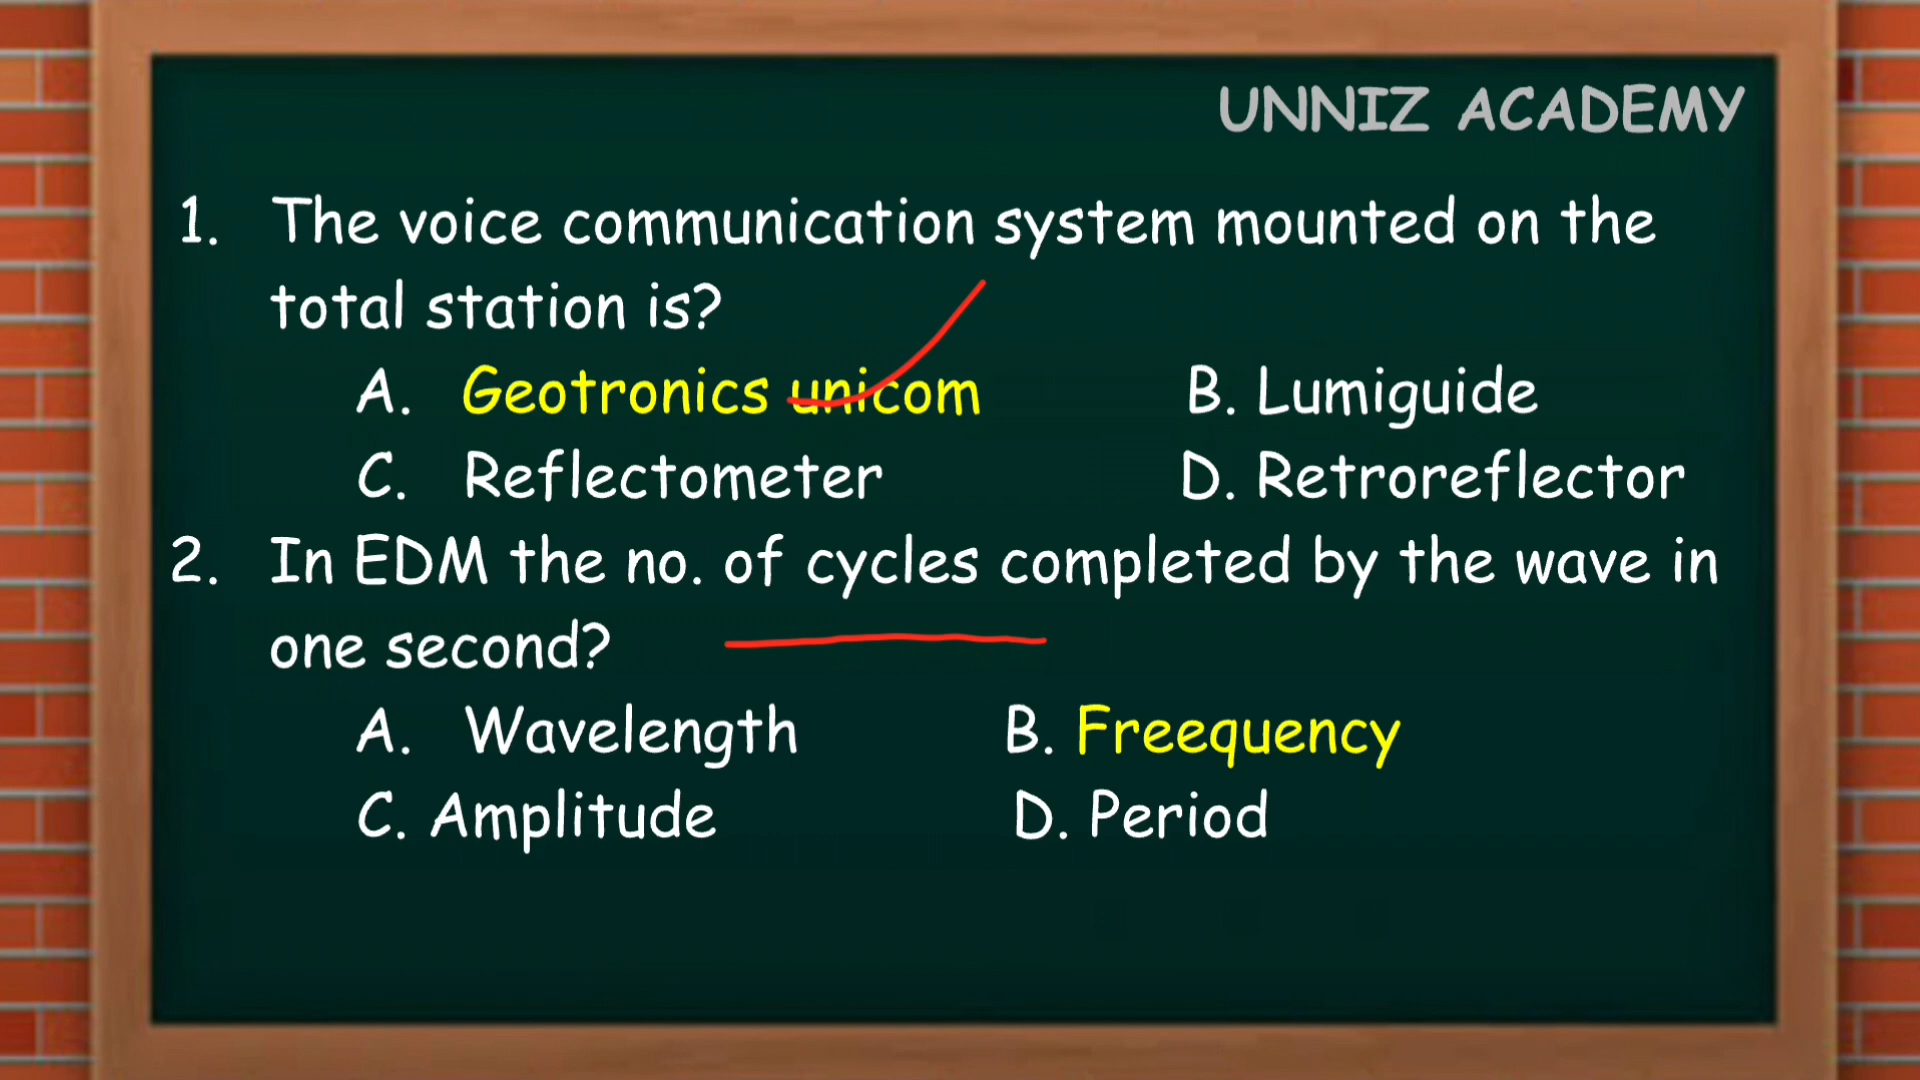 UNNIZ ACADEMY
1. The voice communication system mounted on the
total station is?
A. Geotronics unicom B. Lumiguide
C. Reflectometer D. Retroreflector
2. In EDM the no. of cycles completed by the wave in
one second?
A. Wavelength B. Freequency
C. Amplitude D. Period